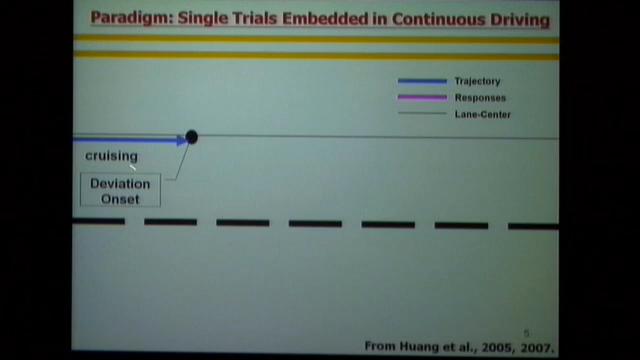 Paradigm: Single Trials Embedded in Continuous Driving
Trajectory
Responses
Lane-Center
cruising
Deviation
Onset
5
From Huang et al., 2005, 2007.